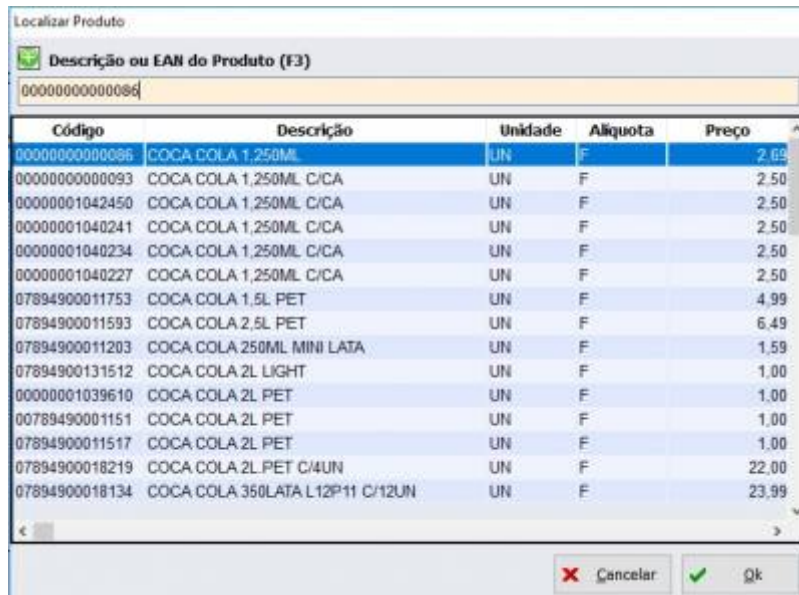 Localizar Produto
Descrição ou EAN do Produto (F3)
00000000000086
Código Descrição Unidade Alíquota Preço
00000000000086 COCA COLA 1,250ML UN F 2,69
00000000000093 COCA COLA 1,250ML C/CA UN F 2,50
00000001042450 COCA COLA 1,250ML C/CA UN F 2,50
00000001040241 COCA COLA 1,250ML C/CA UN F 2,50
00000001040234 COCA COLA 1,250ML C/CA UN F 2,50
00000001040227 COCA COLA 1,250ML C/CA UN F 2,50
07894900011753 COCA COLA 1,5L PET UN F 4,99
07894900011593 COCA COLA 2,5L PET UN F 6,49
07894900011203 COCA COLA 250ML MINI LATA UN F 1,59
07894900131512 COCA COLA 2L LIGHT UN F 1,00
00000001039610 COCA COLA 2L PET UN F 1,00
00789490001151 COCA COLA 2L PET UN F 1,00
07894900011517 COCA COLA 2L PET UN F 1,00
07894900018219 COCA COLA 2L PET C/4UN UN F 22,00
07894900018134 COCA COLA 350LATA L12P11 C/12UN UN F 23,99
Cancelar Ok